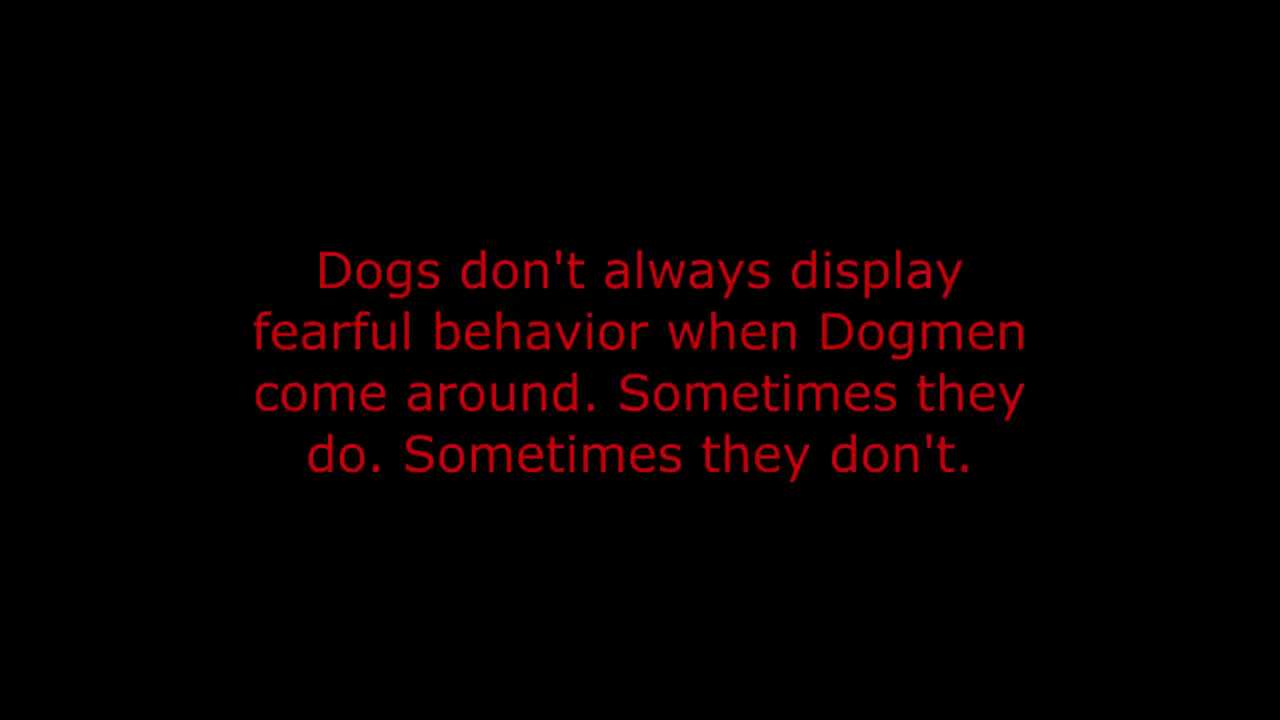 Dogs don't always display
fearful behavior when Dogmen
come around. Sometimes they
do. Sometimes they don't.